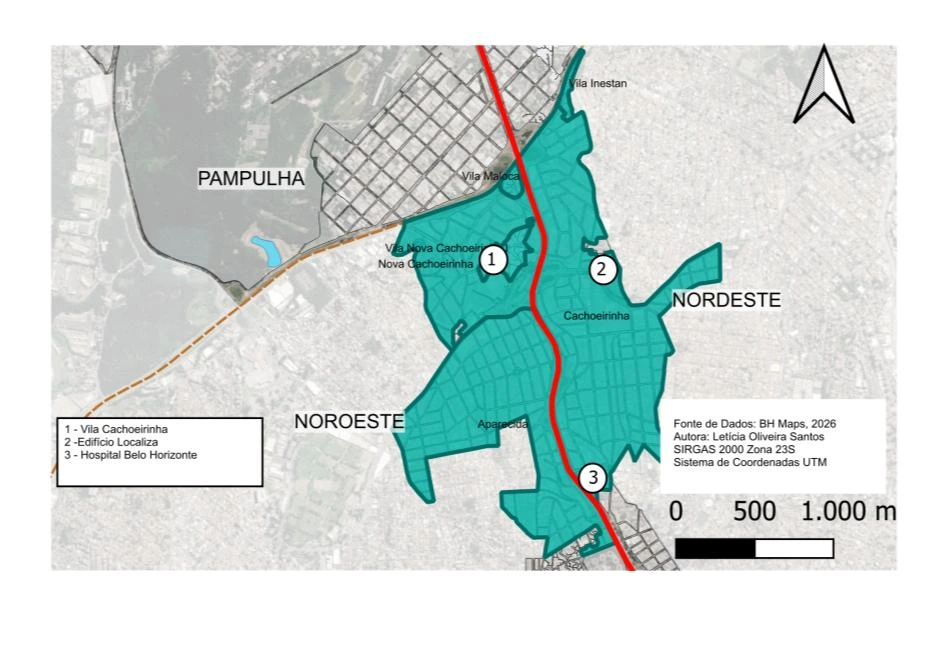 Vila Inestan
PAMPULHA
Vila Maloca
Vila Nova Cachoeirinha
Nova Cachoeirinha
1
2
NORDESTE
Cachoeirinha
NOROESTE
Aparecida
1 - Vila Cachoeirinha
2 -Edifício Localiza
3 - Hospital Belo Horizonte
Fonte de Dados: BH Maps, 2026
Autora: Letícia Oliveira Santos
SIRGAS 2000 Zona 23S
Sistema de Coordenadas UTM
3
0 500 1.000 m